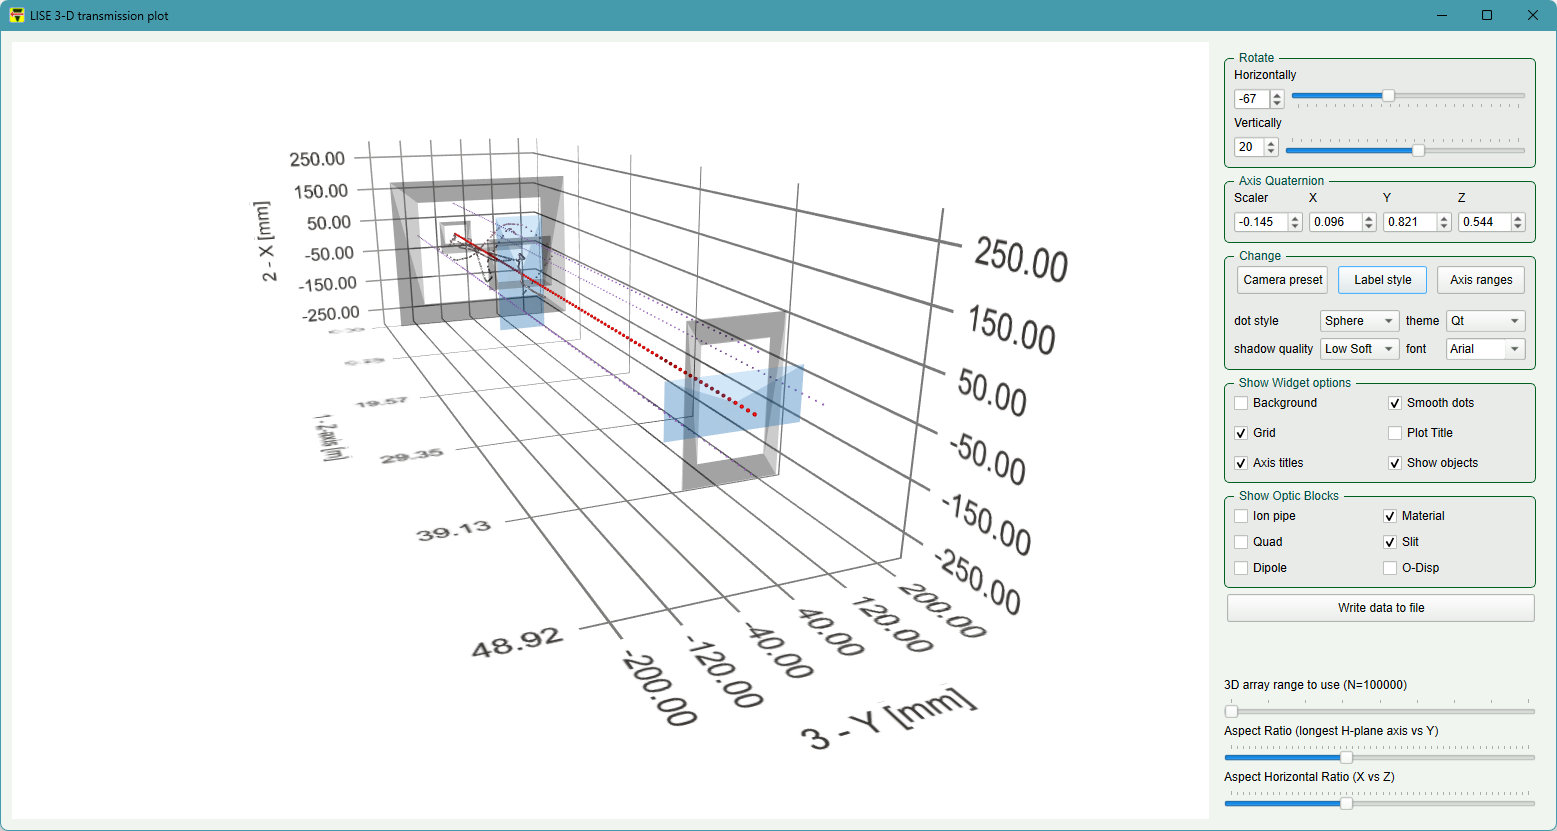 LISE 3-D transmission plot
250.00
150.00
50.00
-50.00
-150.00
-250.00
2 - X [mm]
9.79
19.57
29.35
39.13
48.92
1. Z-axis [m]
250.00
150.00
50.00
-50.00
-150.00
-250.00
-200.00
-120.00
-40.00
40.00
120.00
200.00
3 - Y [mm]
Rotate
Horizontally
-67
Vertically
20
Axis Quaternion
Scaler X Y Z
-0.145 0.096 0.821 0.544
Change
Camera preset Label style Axis ranges
dot style Sphere theme Qt
shadow quality Low Soft font Arial
Show Widget options
Background Smooth dots
Grid Plot Title
Axis titles Show objects
Show Optic Blocks
Ion pipe Material
Quad Slit
Dipole O-Disp
Write data to file
3D array range to use (N=100000)
Aspect Ratio (longest H-plane axis vs Y)
Aspect Horizontal Ratio (X vs Z)